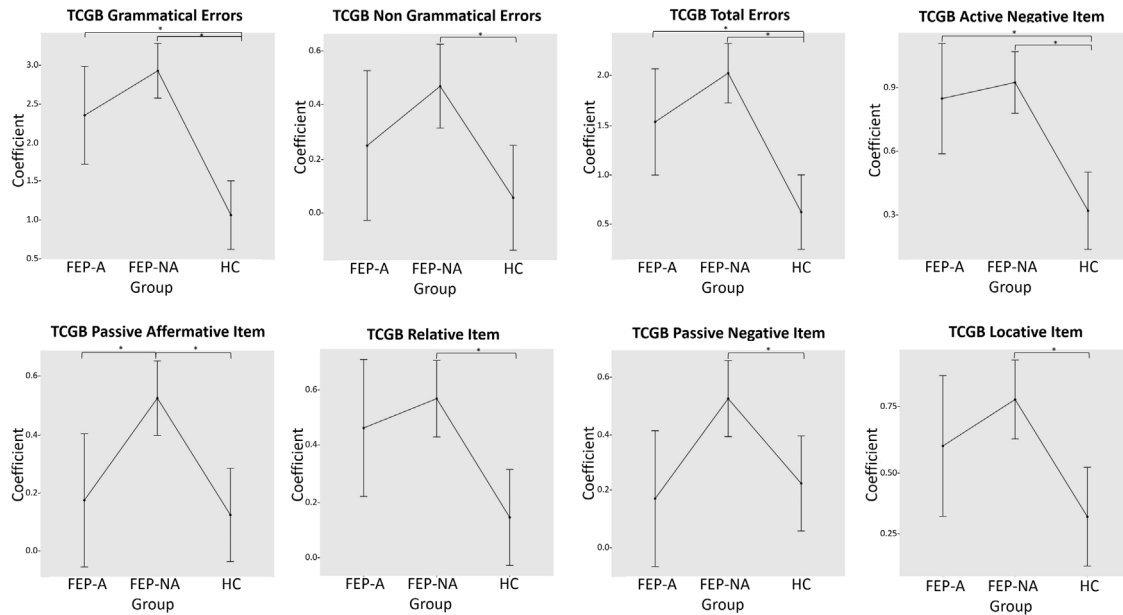 TCGB Grammatical Errors
*
*
Coefficient
3.0
2.5
2.0
1.5
1.0
0.5
FEP-A FEP-NA HC
Group
TCGB Non Grammatical Errors
*
Coefficient
0.6
0.4
0.2
0.0
FEP-A FEP-NA HC
Group
TCGB Total Errors
*
*
Coefficient
2.0
1.5
1.0
0.5
FEP-A FEP-NA HC
Group
TCGB Active Negative Item
*
*
Coefficient
0.9
0.6
0.3
FEP-A FEP-NA HC
Group
TCGB Passive Affermative Item
* *
Coefficient
0.6
0.4
0.2
0.0
FEP-A FEP-NA HC
Group
TCGB Relative Item
*
Coefficient
0.6
0.4
0.2
0.0
FEP-A FEP-NA HC
Group
TCGB Passive Negative Item
*
Coefficient
0.6
0.4
0.2
0.0
FEP-A FEP-NA HC
Group
TCGB Locative Item
*
Coefficient
0.75
0.50
0.25
FEP-A FEP-NA HC
Group